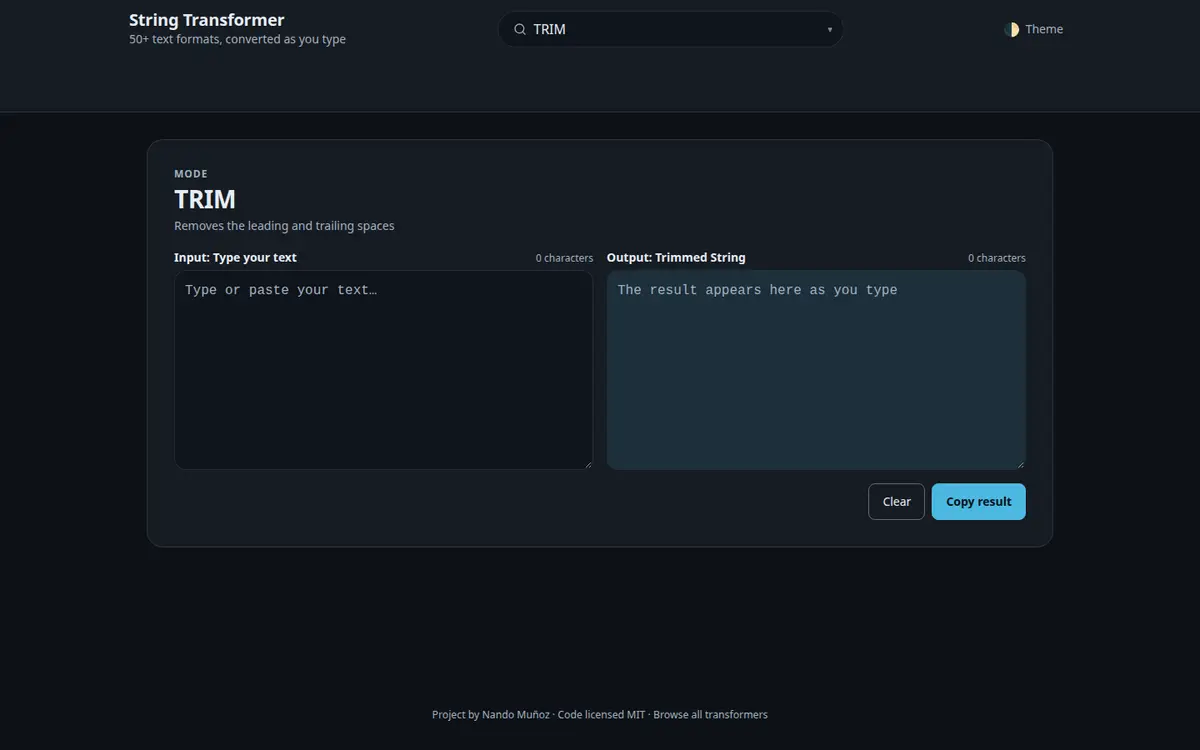 String Transformer
50+ text formats, converted as you type
TRIM
Theme
MODE
TRIM
Removes the leading and trailing spaces
Input: Type your text
0 characters
Output: Trimmed String
0 characters
Type or paste your text…
The result appears here as you type
Clear
Copy result
Project by Nando Muñoz · Code licensed MIT · Browse all transformers